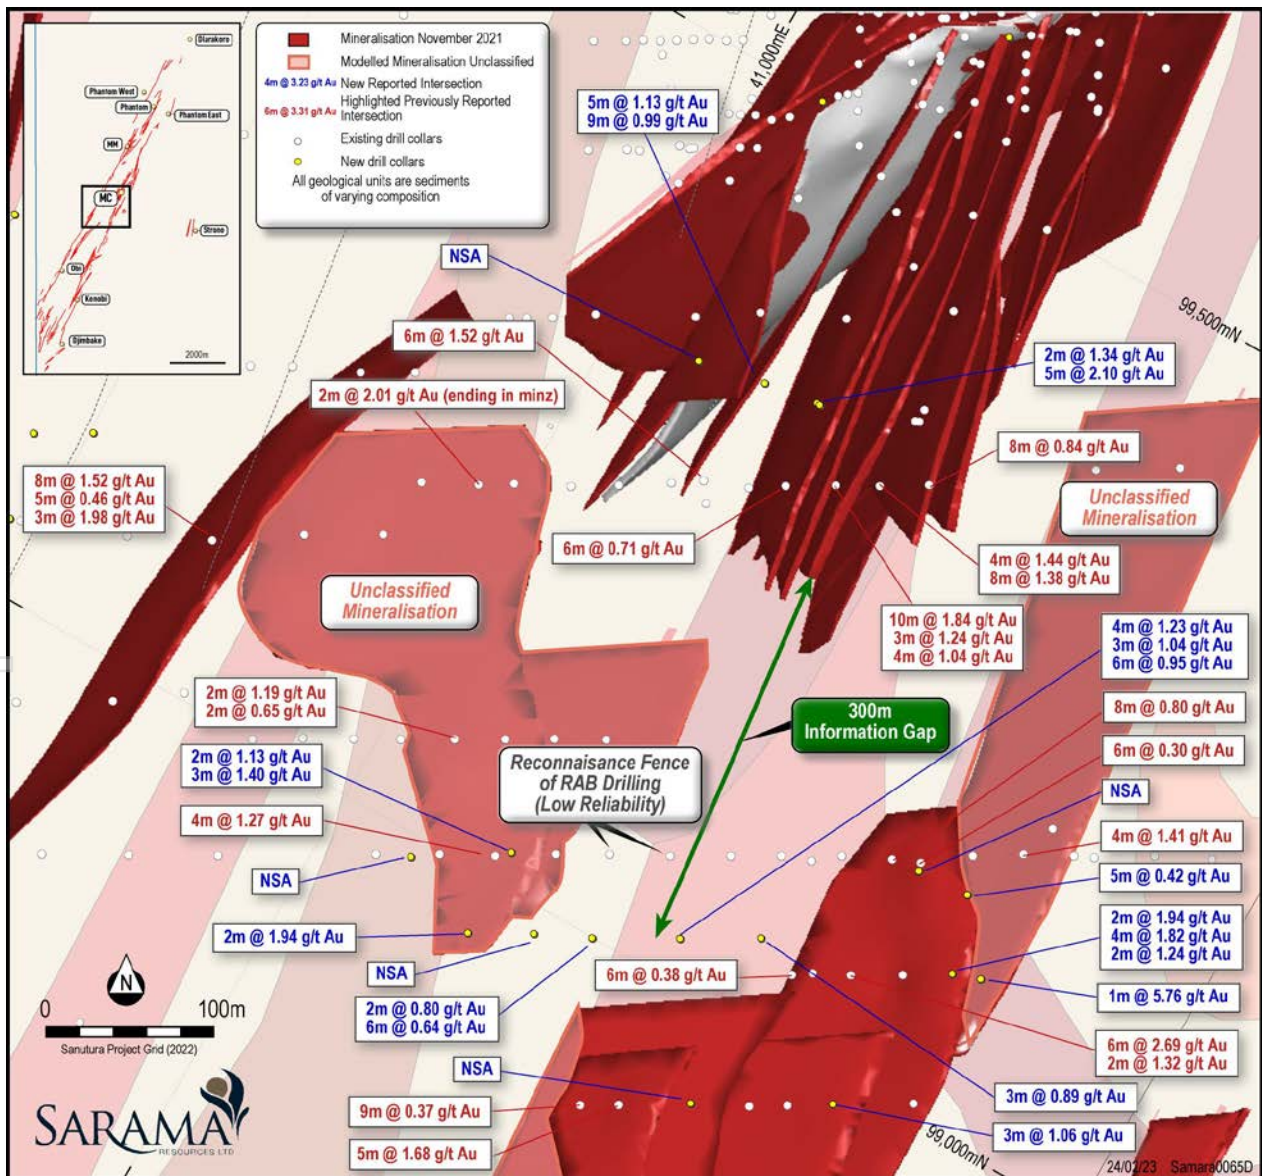 Djarakoro
Phantom West
Phantom
Phantom East
MM
MC
Strono
Obi
Kenobi
Djimbake
2000m
Mineralisation November 2021
Modelled Mineralisation Unclassified
4m @ 3.23 g/t Au New Reported Intersection
6m @ 3.31 g/t Au Highlighted Previously Reported
Intersection
Existing drill collars
New drill collars
All geological units are sediments
of varying composition
41,000mE
5m @ 1.13 g/t Au
9m @ 0.99 g/t Au
NSA
99,500mN
6m @ 1.52 g/t Au
2m @ 1.34 g/t Au
5m @ 2.10 g/t Au
2m @ 2.01 g/t Au (ending in minz)
8m @ 0.84 g/t Au
8m @ 1.52 g/t Au
5m @ 0.46 g/t Au
3m @ 1.98 g/t Au
Unclassified
Mineralisation
6m @ 0.71 g/t Au
4m @ 1.44 g/t Au
8m @ 1.38 g/t Au
Unclassified
Mineralisation
10m @ 1.84 g/t Au
3m @ 1.24 g/t Au
4m @ 1.04 g/t Au
4m @ 1.23 g/t Au
3m @ 1.04 g/t Au
6m @ 0.95 g/t Au
2m @ 1.19 g/t Au
2m @ 0.65 g/t Au
300m
Information Gap
8m @ 0.80 g/t Au
2m @ 1.13 g/t Au
3m @ 1.40 g/t Au
Reconnaisance Fence
of RAB Drilling
(Low Reliability)
6m @ 0.30 g/t Au
NSA
4m @ 1.27 g/t Au
4m @ 1.41 g/t Au
NSA
5m @ 0.42 g/t Au
2m @ 1.94 g/t Au
2m @ 1.94 g/t Au
4m @ 1.82 g/t Au
2m @ 1.24 g/t Au
NSA
6m @ 0.38 g/t Au
1m @ 5.76 g/t Au
N
0 100m
Sanutura Project Grid (2022)
2m @ 0.80 g/t Au
6m @ 0.64 g/t Au
6m @ 2.69 g/t Au
2m @ 1.32 g/t Au
NSA
3m @ 0.89 g/t Au
9m @ 0.37 g/t Au
3m @ 1.06 g/t Au
5m @ 1.68 g/t Au
99,000mN
SARAMA
RESOURCES LTD
24/02/23 Samara0065D